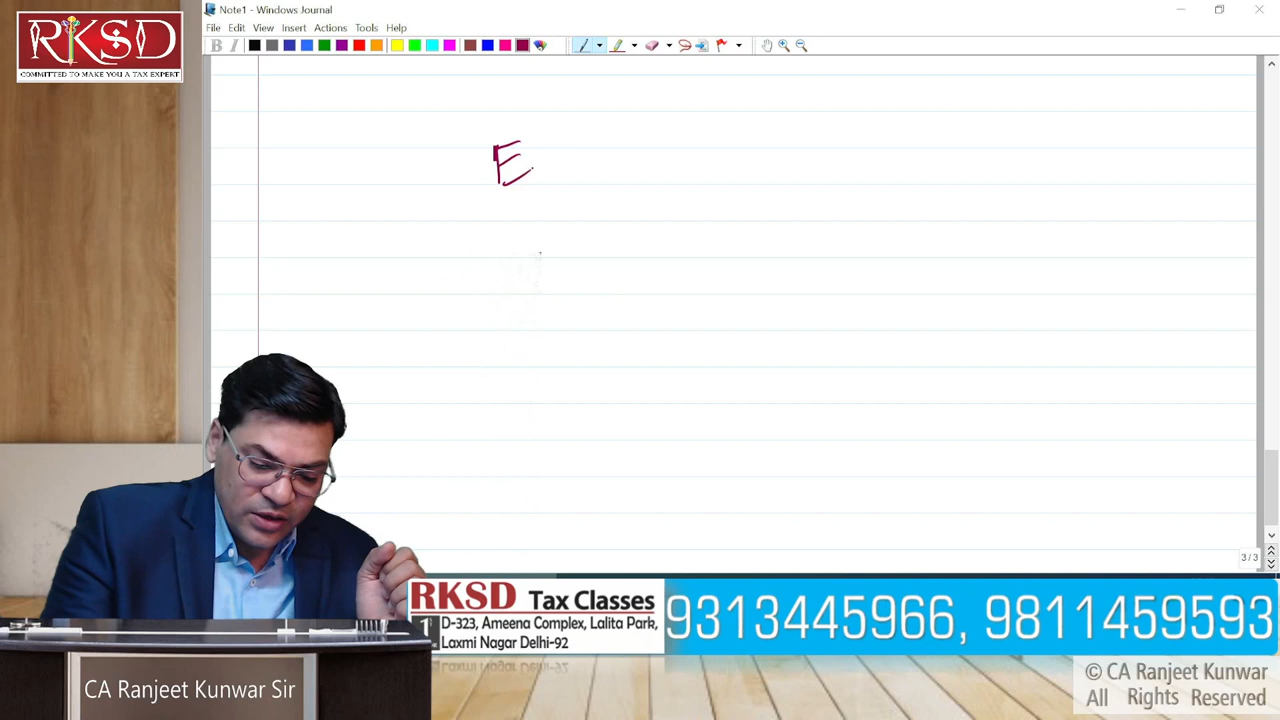 RKSD
COMMITTED TO MAKE YOU A TAX EXPERT
Note1 - Windows Journal
File Edit View Insert Actions Tools Help
B I
E
3 / 3
RKSD Tax Classes
D-323, Ameena Complex, Lalita Park,
Laxmi Nagar Delhi-92
9313445966, 9811459593
CA Ranjeet Kunwar Sir
© CA Ranjeet Kunwar
All Rights Reserved